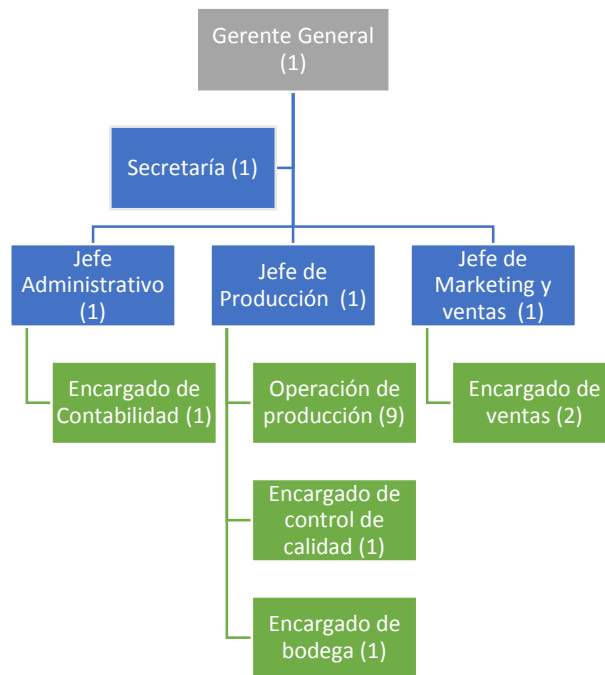 Gerente General
(1)
Secretaría (1)
Jefe
Administrativo
(1)
Jefe de
Producción (1)
Jefe de
Marketing y
ventas (1)
Encargado de
Contabilidad (1)
Operación de
producción (9)
Encargado de
ventas (2)
Encargado de
control de
calidad (1)
Encargado de
bodega (1)